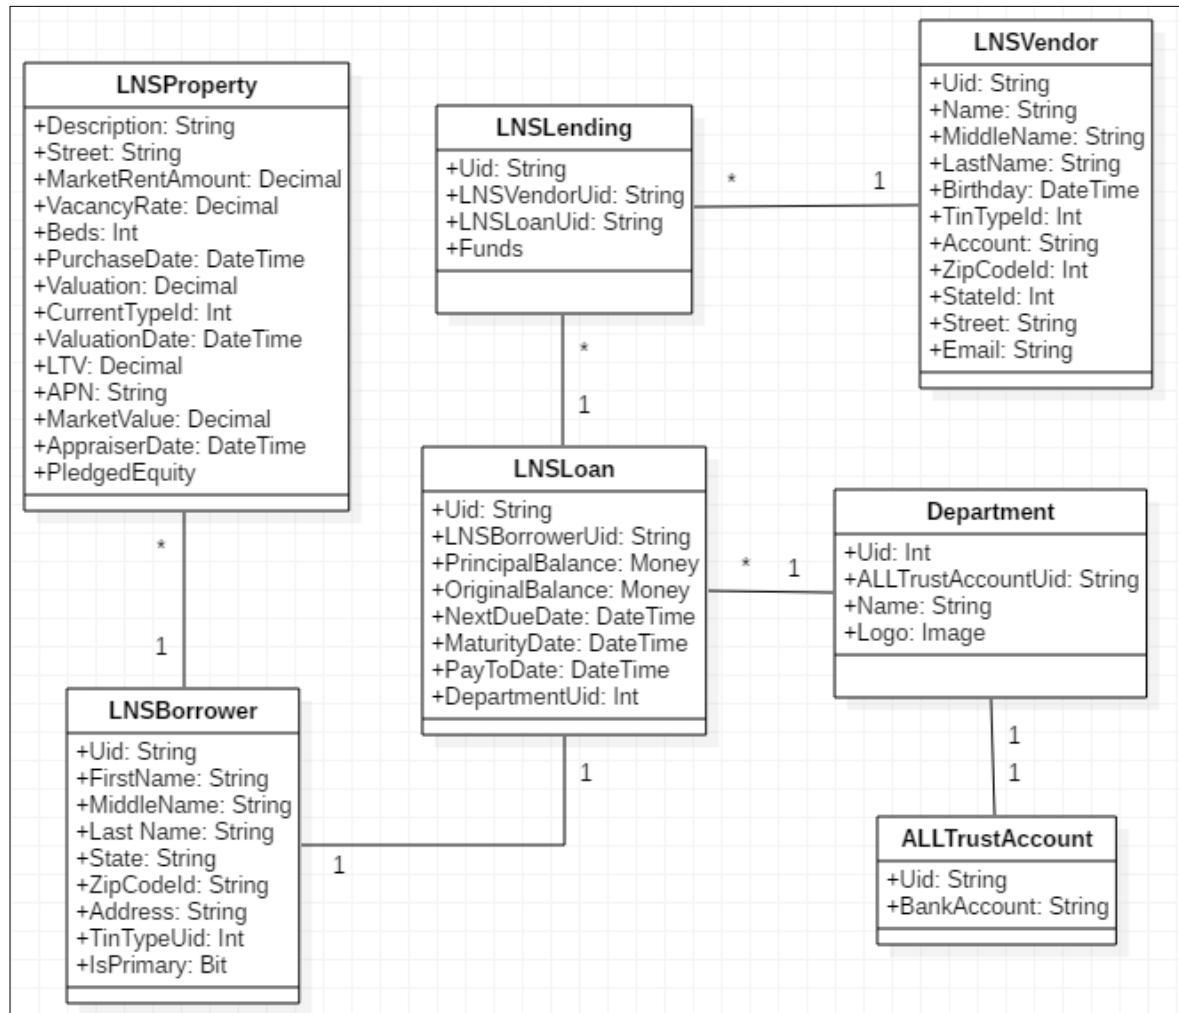 LNSProperty
+Description: String
+Street: String
+MarketRentAmount: Decimal
+VacancyRate: Decimal
+Beds: Int
+PurchaseDate: DateTime
+Valuation: Decimal
+CurrentTypeId: Int
+ValuationDate: DateTime
+LTV: Decimal
+APN: String
+MarketValue: Decimal
+AppraiserDate: DateTime
+PledgedEquity
*
1
LNSBorrower
+Uid: String
+FirstName: String
+MiddleName: String
+Last Name: String
+State: String
+ZipCodeId: String
+Address: String
+TinTypeUid: Int
+IsPrimary: Bit
1
1
LNSLending
+Uid: String
+LNSVendorUid: String
+LNSLoanUid: String
+Funds
*
1
*
1
LNSLoan
+Uid: String
+LNSBorrowerUid: String
+PrincipalBalance: Money
+OriginalBalance: Money
+NextDueDate: DateTime
+MaturityDate: DateTime
+PayToDate: DateTime
+DepartmentUid: Int
*
1
LNSVendor
+Uid: String
+Name: String
+MiddleName: String
+LastName: String
+Birthday: DateTime
+TinTypeId: Int
+Account: String
+ZipCodeId: Int
+StateId: Int
+Street: String
+Email: String
Department
+Uid: Int
+ALLTrustAccountUid: String
+Name: String
+Logo: Image
1
1
ALLTrustAccount
+Uid: String
+BankAccount: String